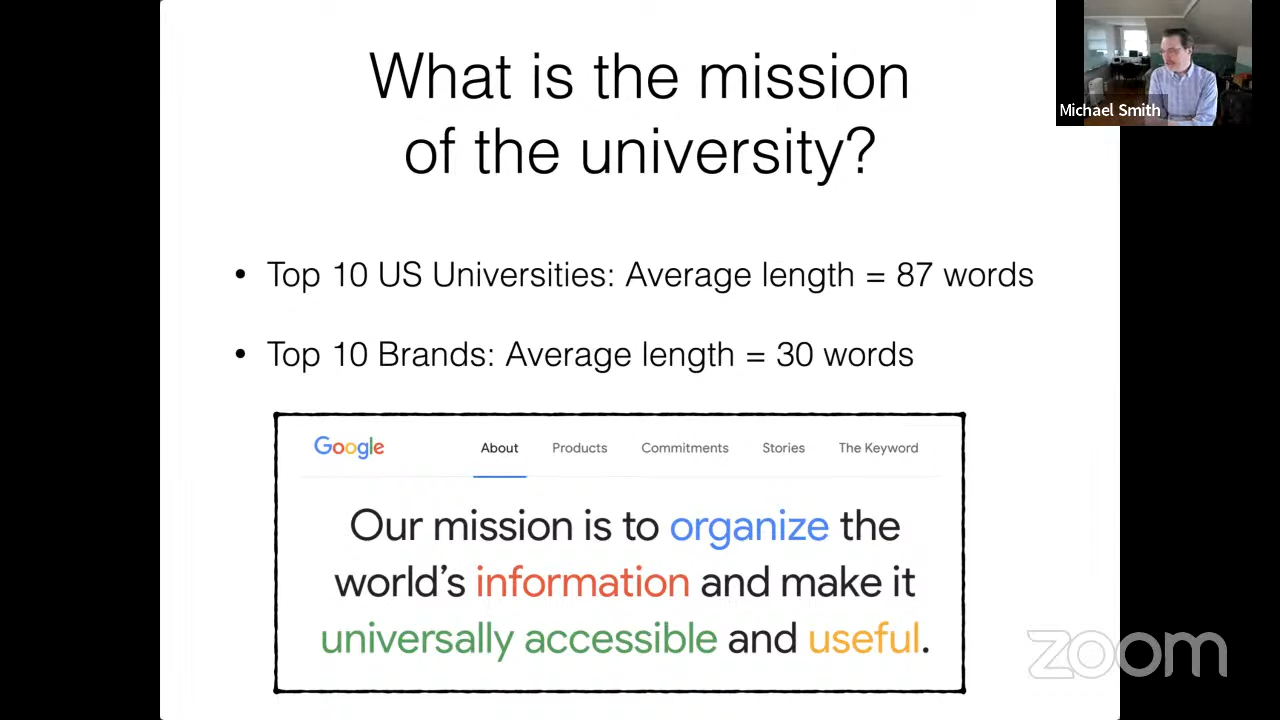 What is the mission
of the university?
Michael Smith
• Top 10 US Universities: Average length = 87 words
• Top 10 Brands: Average length = 30 words
Google About Products Commitments Stories The Keyword
Our mission is to organize the
world's information and make it
universally accessible and useful.
zoom